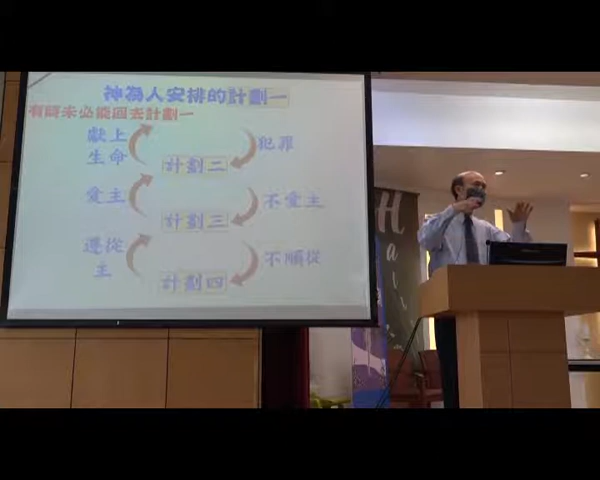 神為人安排的計劃一
有時未必能回去計劃一
獻上
生命
犯罪
計劃二
愛主
不愛主
計劃三
遵從
主
不順從
計劃四
Hall